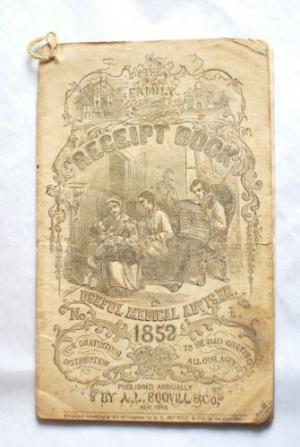 THE
FAMILY
RECEIPT BOOK
&
USEFUL MEDICAL ADVISER.
No. 1.
1852
FOR GRATUITOUS DISTRIBUTION
TO BE HAD GRATIS OF ALL OUR AGENTS
PUBLISHED ANNUALLY
BY A. L. SCOVILL & CO.
NEW YORK